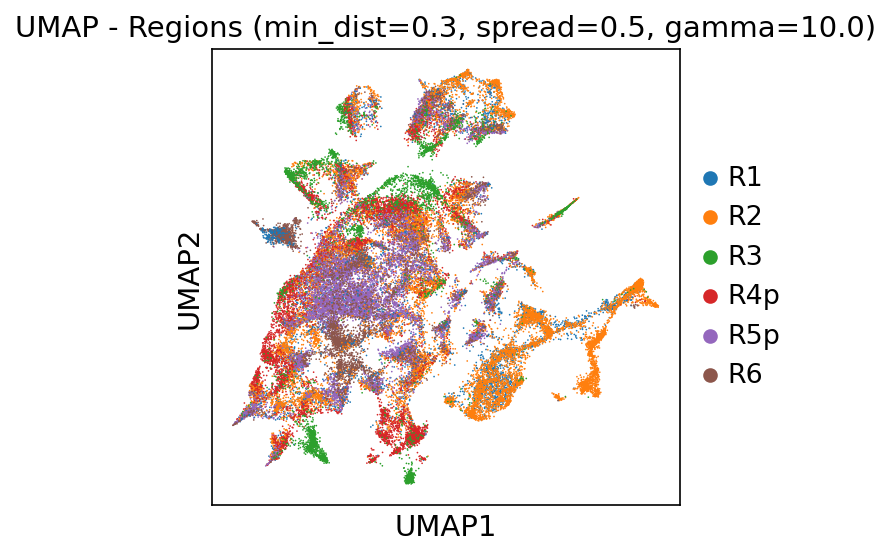 UMAP - Regions (min_dist=0.3, spread=0.5, gamma=10.0)
UMAP2
R1
R2
R3
R4p
R5p
R6
UMAP1